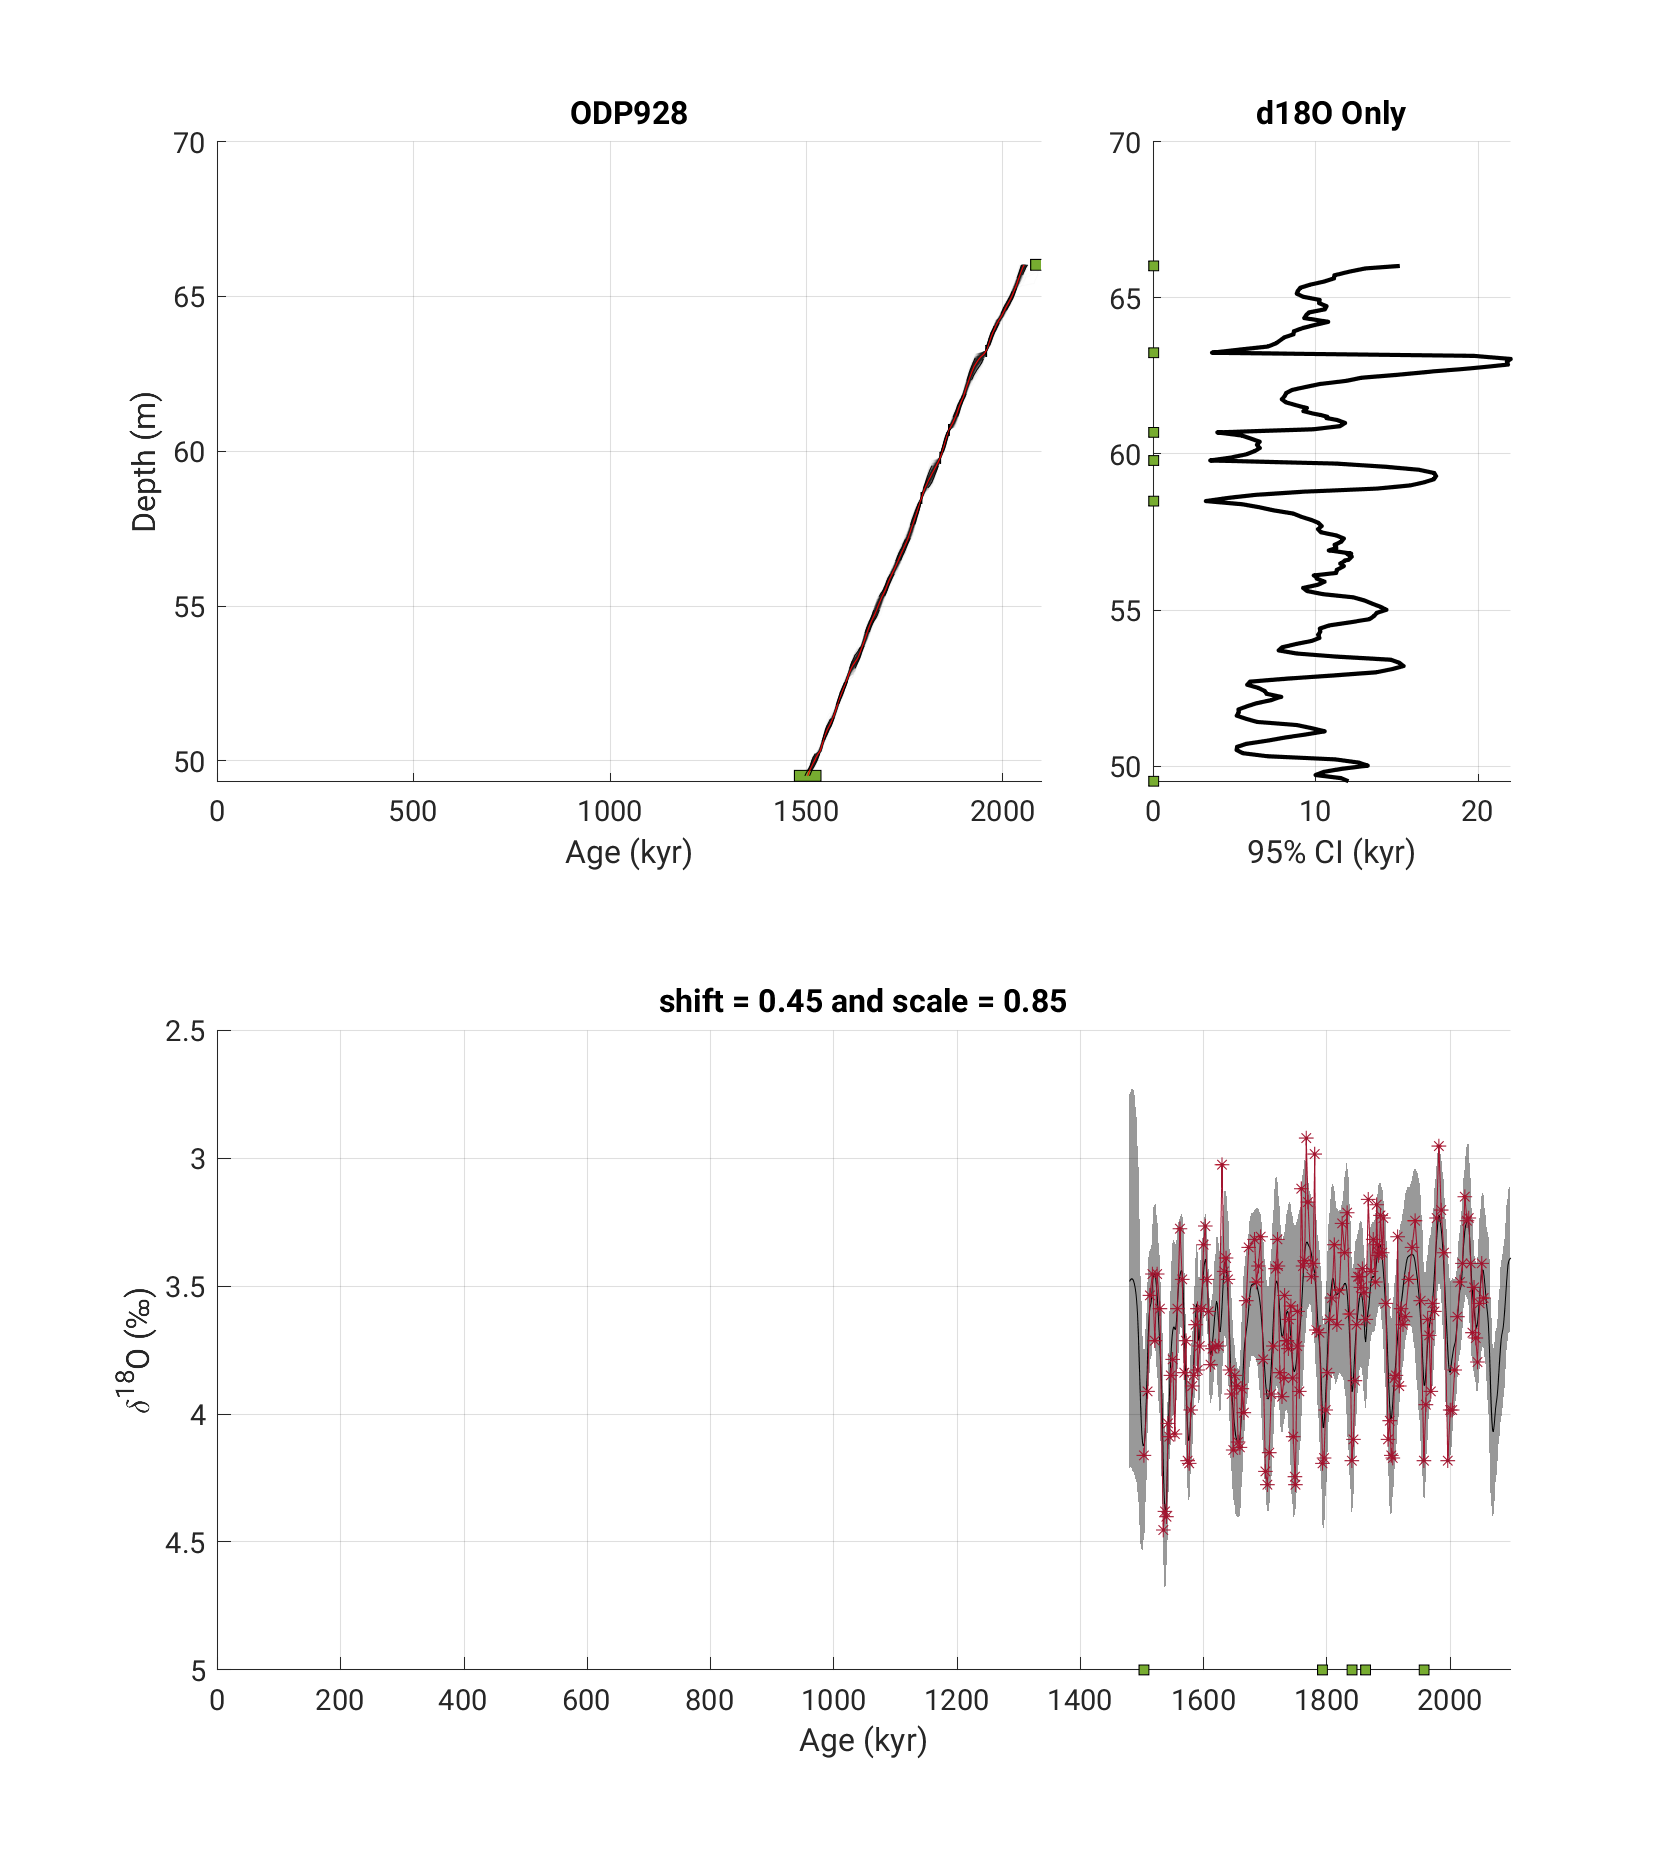 ODP928
70
65
60
55
50
Depth (m)
0 500 1000 1500 2000
Age (kyr)
d18O Only
70
65
60
55
50
0 10 20
95% CI (kyr)
shift = 0.45 and scale = 0.85
2.5
3
3.5
4
4.5
5
δ18O (‰)
0 200 400 600 800 1000 1200 1400 1600 1800 2000
Age (kyr)